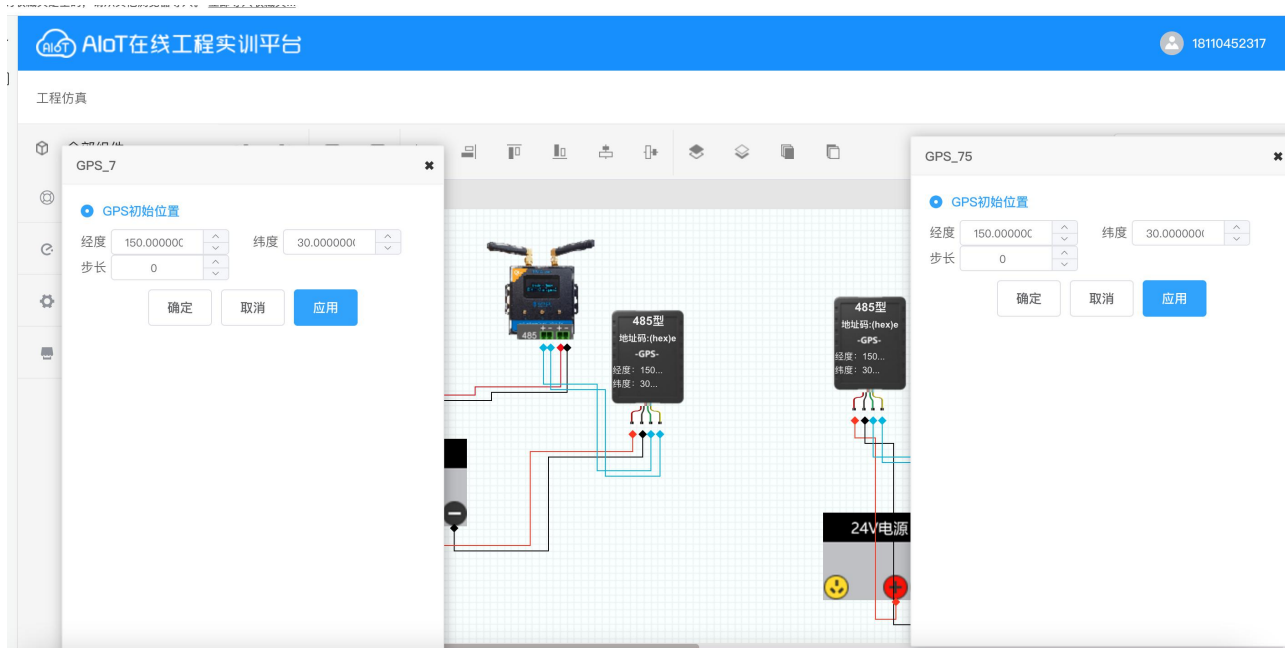 AIoT在线工程实训平台
18110452317
工程仿真
GPS_7
GPS初始位置
经度 150.000000 纬度 30.000000
步长 0
确定 取消 应用
485
485型
地址码:(hex)e
-GPS-
经度：150...
纬度：30...
485型
地址码:(hex)e
-GPS-
经度：150...
纬度：30...
24V电源
GPS_75
GPS初始位置
经度 150.000000 纬度 30.000000
步长 0
确定 取消 应用